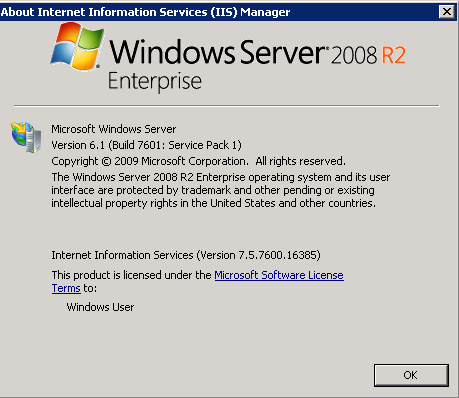 About Internet Information Services (IIS) Manager
Windows Server 2008 R2
Enterprise
Microsoft Windows Server
Version 6.1 (Build 7601: Service Pack 1)
Copyright © 2009 Microsoft Corporation. All rights reserved.
The Windows Server 2008 R2 Enterprise operating system and its user
interface are protected by trademark and other pending or existing
intellectual property rights in the United States and other countries.
Internet Information Services (Version 7.5.7600.16385)
This product is licensed under the Microsoft Software License
Terms to:
Windows User
OK